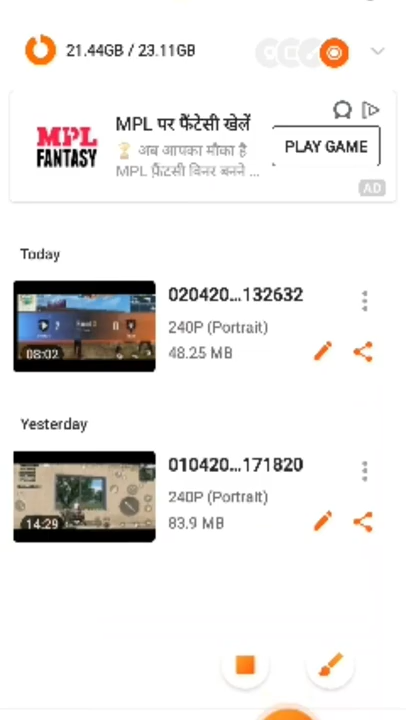 21.44GB / 23.11GB
MPL पर फैंटेसी खेलें
MPL
FANTASY
🏆 अब आपका मौका है
MPL फ़ैंटसी विनर बनने ...
PLAY GAME
AD
Today
020420...132632
240P (Portrait)
48.25 MB
08:02
Yesterday
010420...171820
240P (Portrait)
83.9 MB
14:29